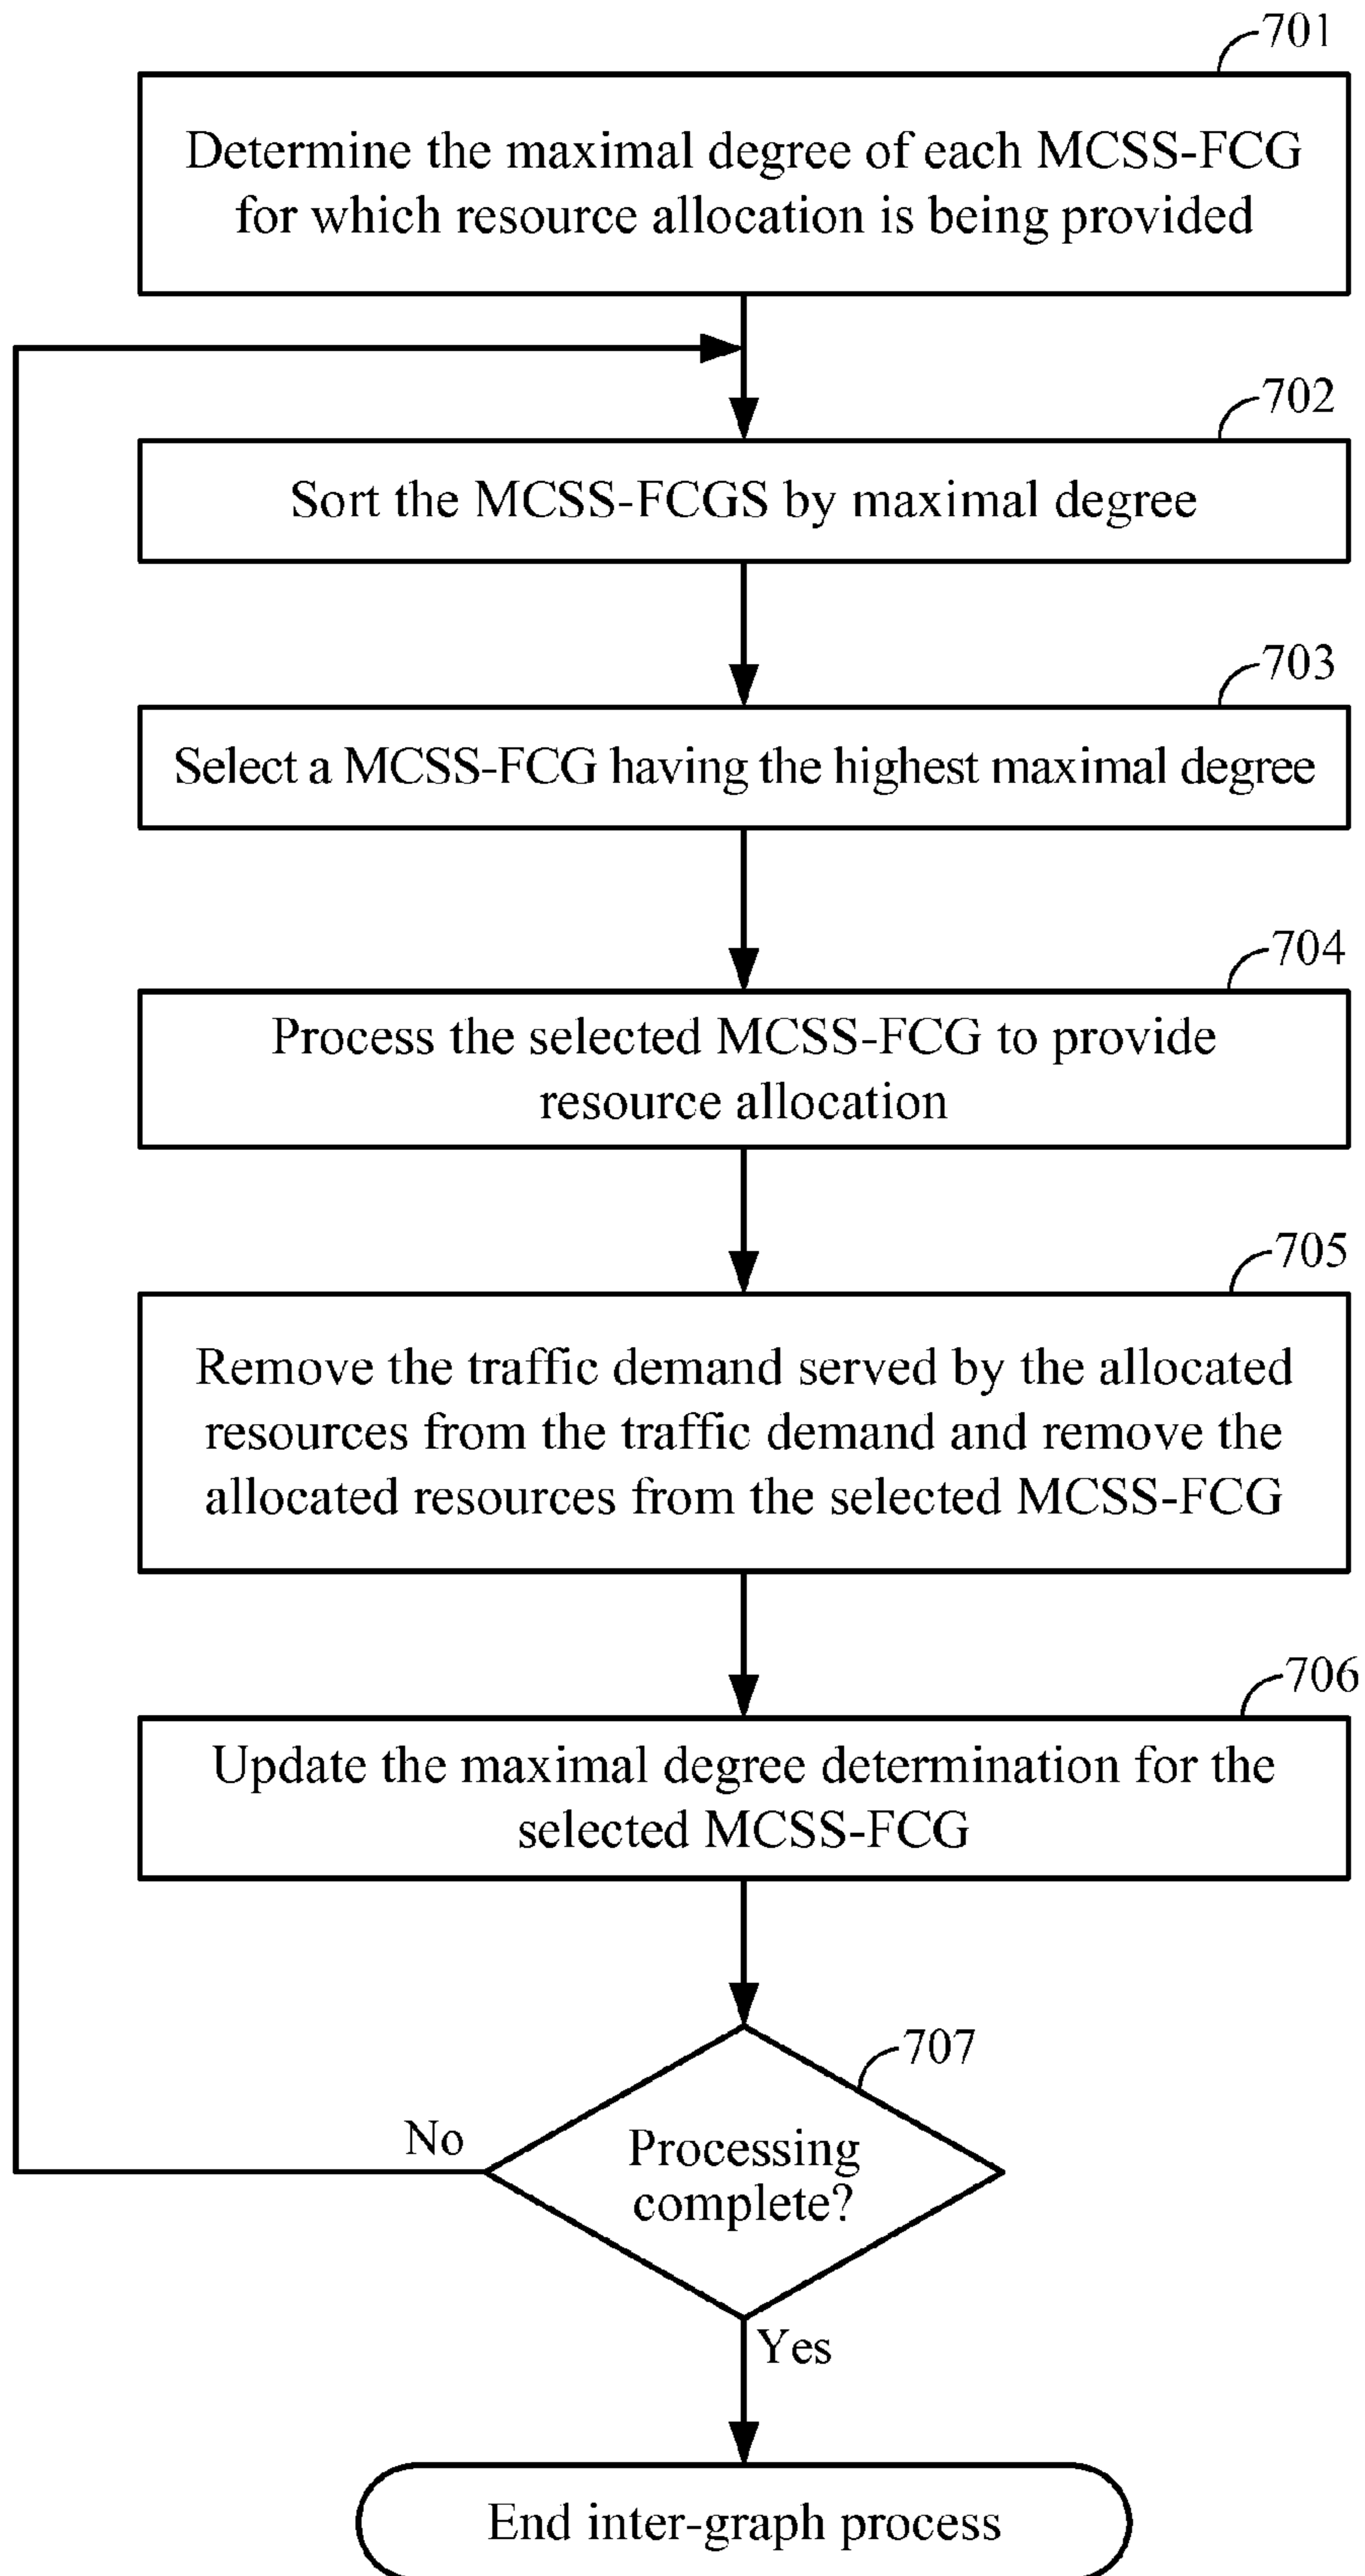 701
Determine the maximal degree of each MCSS-FCG
for which resource allocation is being provided
702
Sort the MCSS-FCGS by maximal degree
703
Select a MCSS-FCG having the highest maximal degree
704
Process the selected MCSS-FCG to provide
resource allocation
705
Remove the traffic demand served by the allocated
resources from the traffic demand and remove the
allocated resources from the selected MCSS-FCG
706
Update the maximal degree determination for the
selected MCSS-FCG
707
No
Processing
complete?
Yes
End inter-graph process